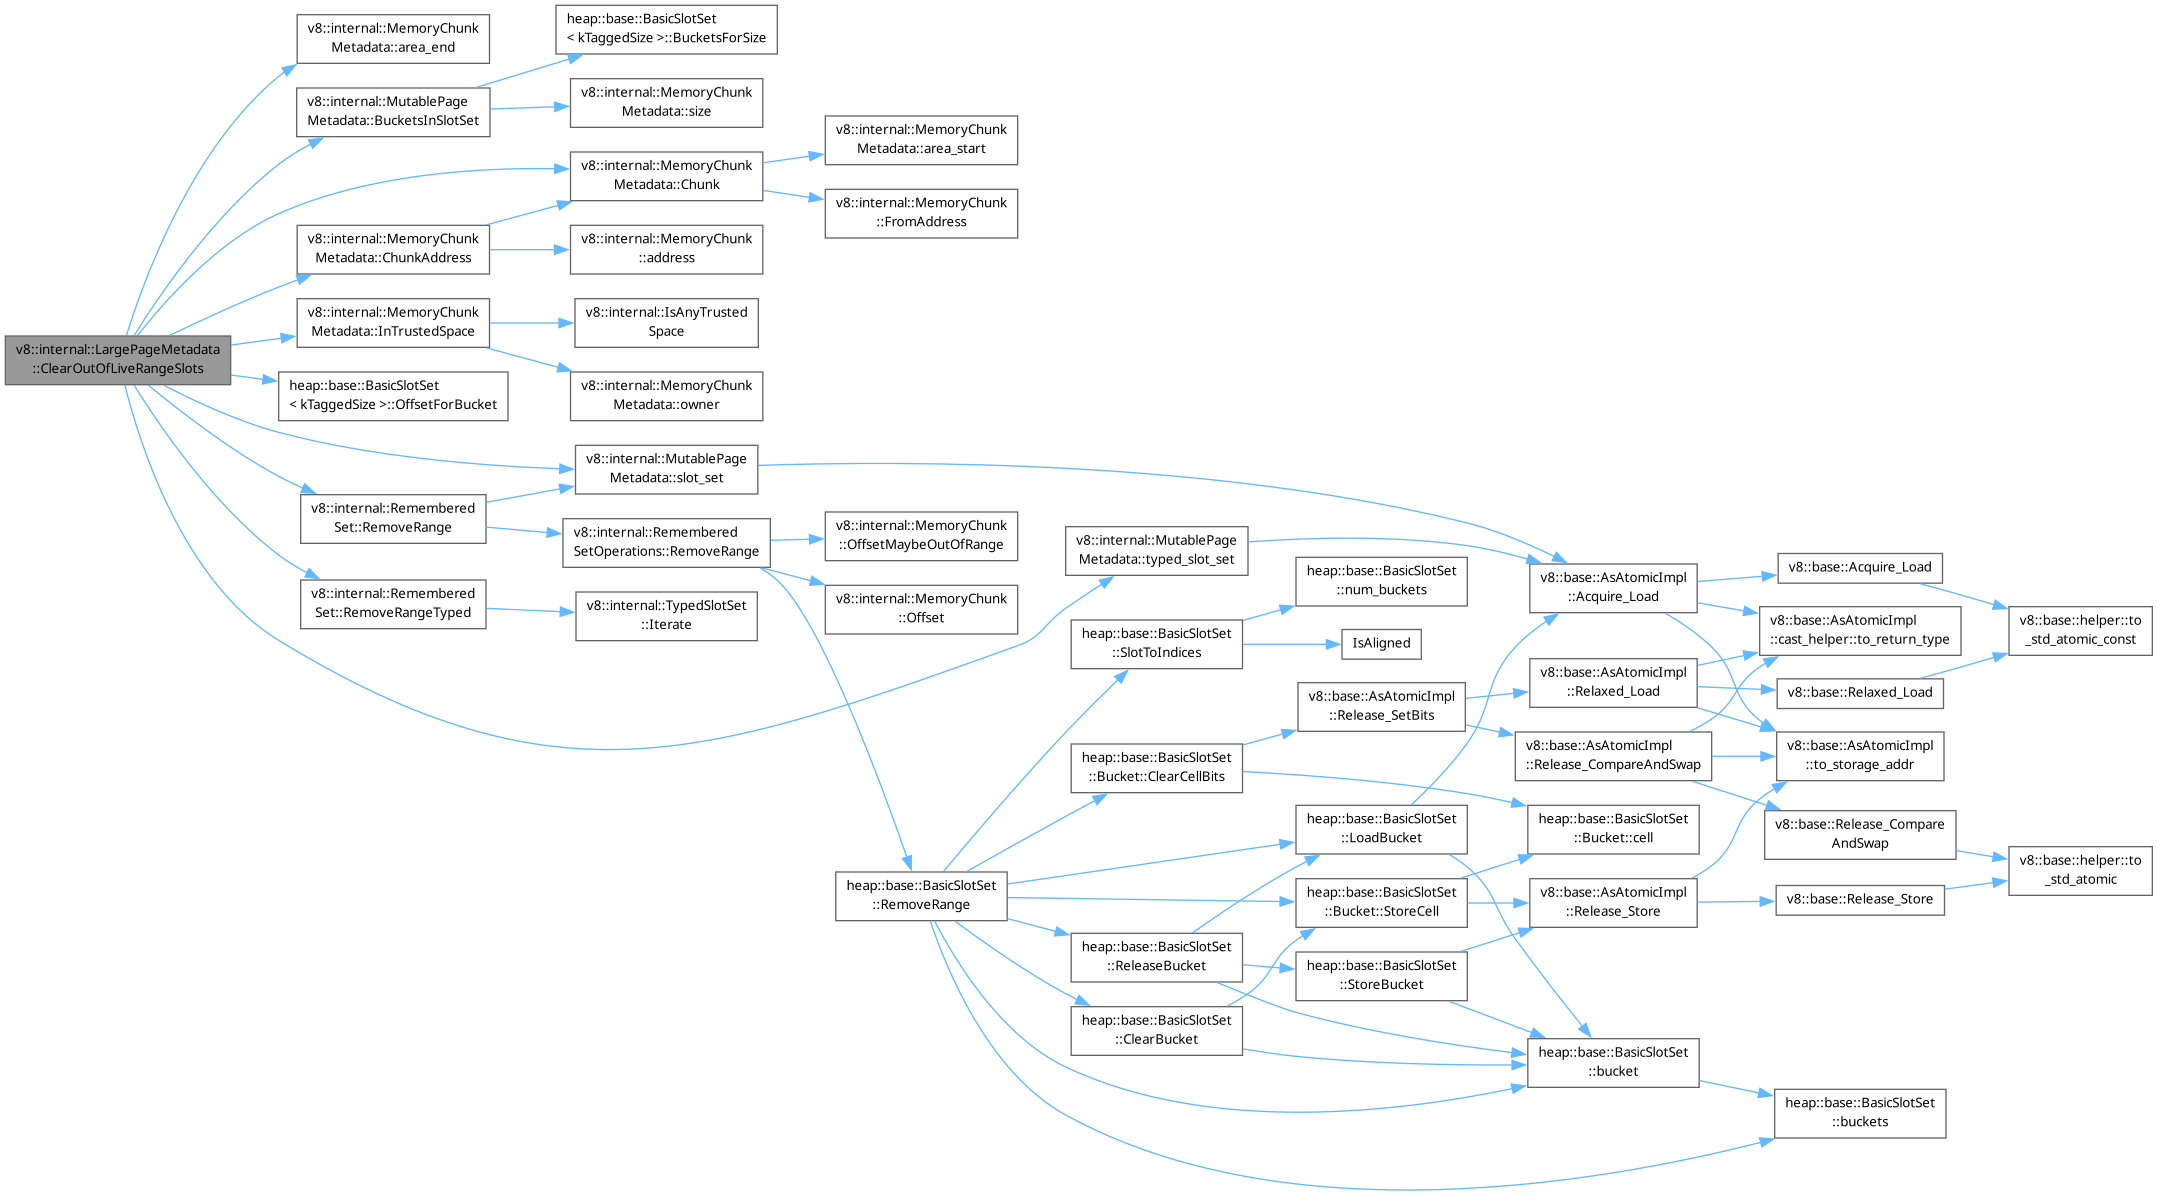 v8::internal::LargePageMetadata
::ClearOutOfLiveRangeSlots
v8::internal::MemoryChunk
Metadata::area_end
v8::internal::MutablePage
Metadata::BucketsInSlotSet
heap::base::BasicSlotSet
< kTaggedSize >::BucketsForSize
v8::internal::MemoryChunk
Metadata::size
v8::internal::MemoryChunk
Metadata::Chunk
v8::internal::MemoryChunk
Metadata::area_start
v8::internal::MemoryChunk
::FromAddress
v8::internal::MemoryChunk
Metadata::ChunkAddress
v8::internal::MemoryChunk
::address
v8::internal::MemoryChunk
Metadata::InTrustedSpace
v8::internal::IsAnyTrusted
Space
v8::internal::MemoryChunk
Metadata::owner
heap::base::BasicSlotSet
< kTaggedSize >::OffsetForBucket
v8::internal::MutablePage
Metadata::slot_set
v8::internal::Remembered
Set::RemoveRange
v8::internal::Remembered
SetOperations::RemoveRange
v8::internal::MemoryChunk
::OffsetMaybeOutOfRange
v8::internal::MemoryChunk
::Offset
v8::internal::Remembered
Set::RemoveRangeTyped
v8::internal::TypedSlotSet
::Iterate
v8::internal::MutablePage
Metadata::typed_slot_set
heap::base::BasicSlotSet
::RemoveRange
heap::base::BasicSlotSet
::SlotToIndices
heap::base::BasicSlotSet
::num_buckets
IsAligned
heap::base::BasicSlotSet
::Bucket::ClearCellBits
v8::base::AsAtomicImpl
::Release_SetBits
heap::base::BasicSlotSet
::LoadBucket
heap::base::BasicSlotSet
::Bucket::StoreCell
heap::base::BasicSlotSet
::ReleaseBucket
heap::base::BasicSlotSet
::StoreBucket
heap::base::BasicSlotSet
::ClearBucket
v8::base::AsAtomicImpl
::Acquire_Load
v8::base::AsAtomicImpl
::Relaxed_Load
v8::base::AsAtomicImpl
::Release_CompareAndSwap
heap::base::BasicSlotSet
::Bucket::cell
v8::base::AsAtomicImpl
::Release_Store
heap::base::BasicSlotSet
::bucket
v8::base::Acquire_Load
v8::base::AsAtomicImpl
::cast_helper::to_return_type
v8::base::Relaxed_Load
v8::base::AsAtomicImpl
::to_storage_addr
v8::base::Release_Compare
AndSwap
v8::base::Release_Store
heap::base::BasicSlotSet
::buckets
v8::base::helper::to
_std_atomic_const
v8::base::helper::to
_std_atomic